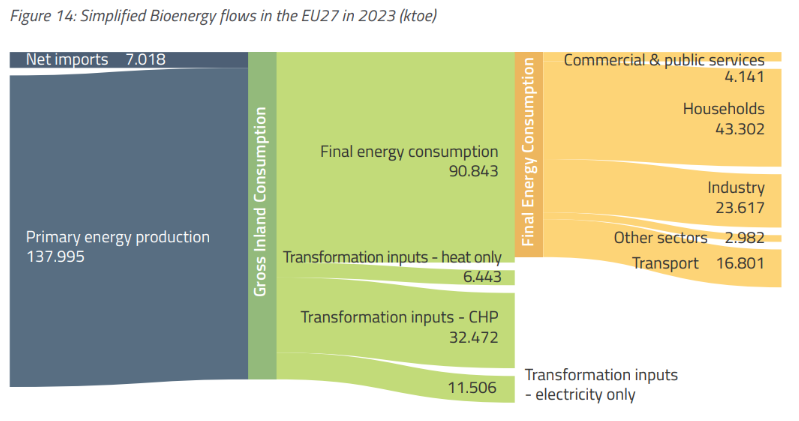 Figure 14: Simplified Bioenergy flows in the EU27 in 2023 (ktoe)
Net imports 7.018
Primary energy production
137.995
Gross Inland Consumption
Final energy consumption
90.843
Transformation inputs - heat only
6.443
Transformation inputs - CHP
32.472
11.506
Transformation inputs
- electricity only
Final Energy Consumption
Commercial & public services
4.141
Households
43.302
Industry
23.617
Other sectors 2.982
Transport 16.801